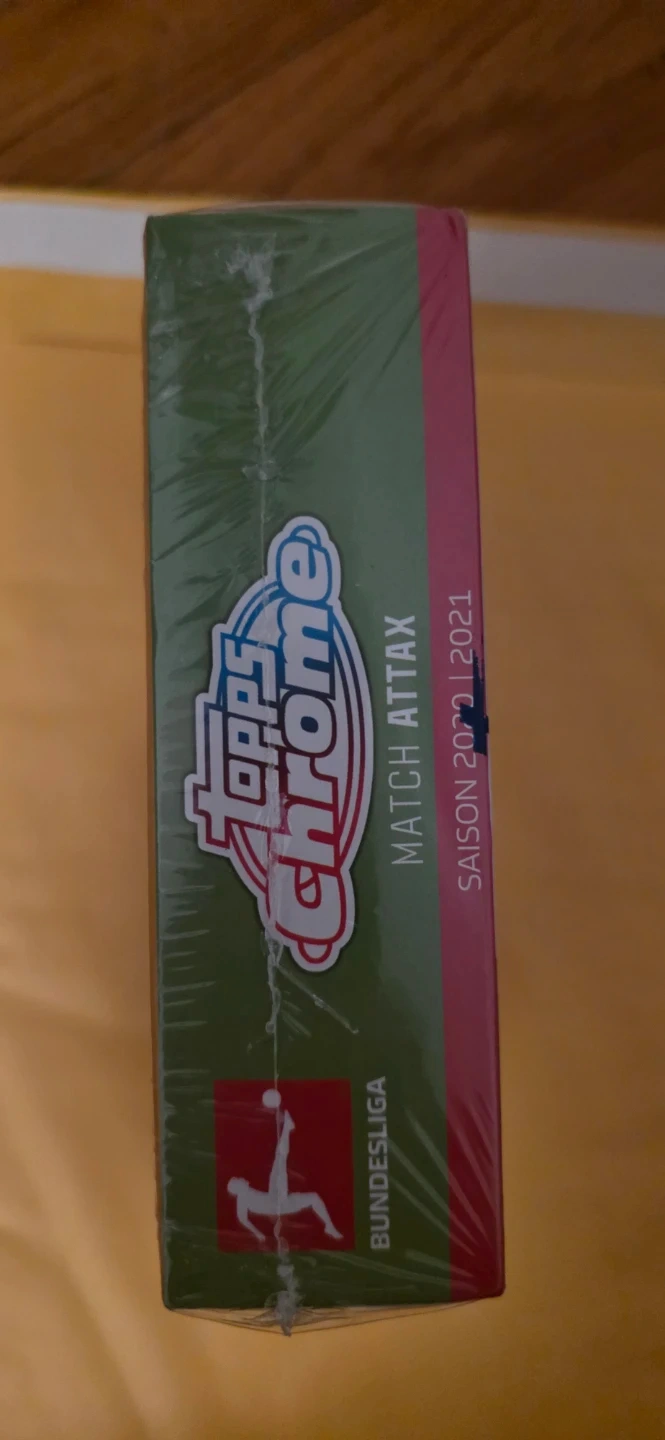 topps
Chrome
MATCH ATTAX
SAISON 2020 | 2021
BUNDESLIGA